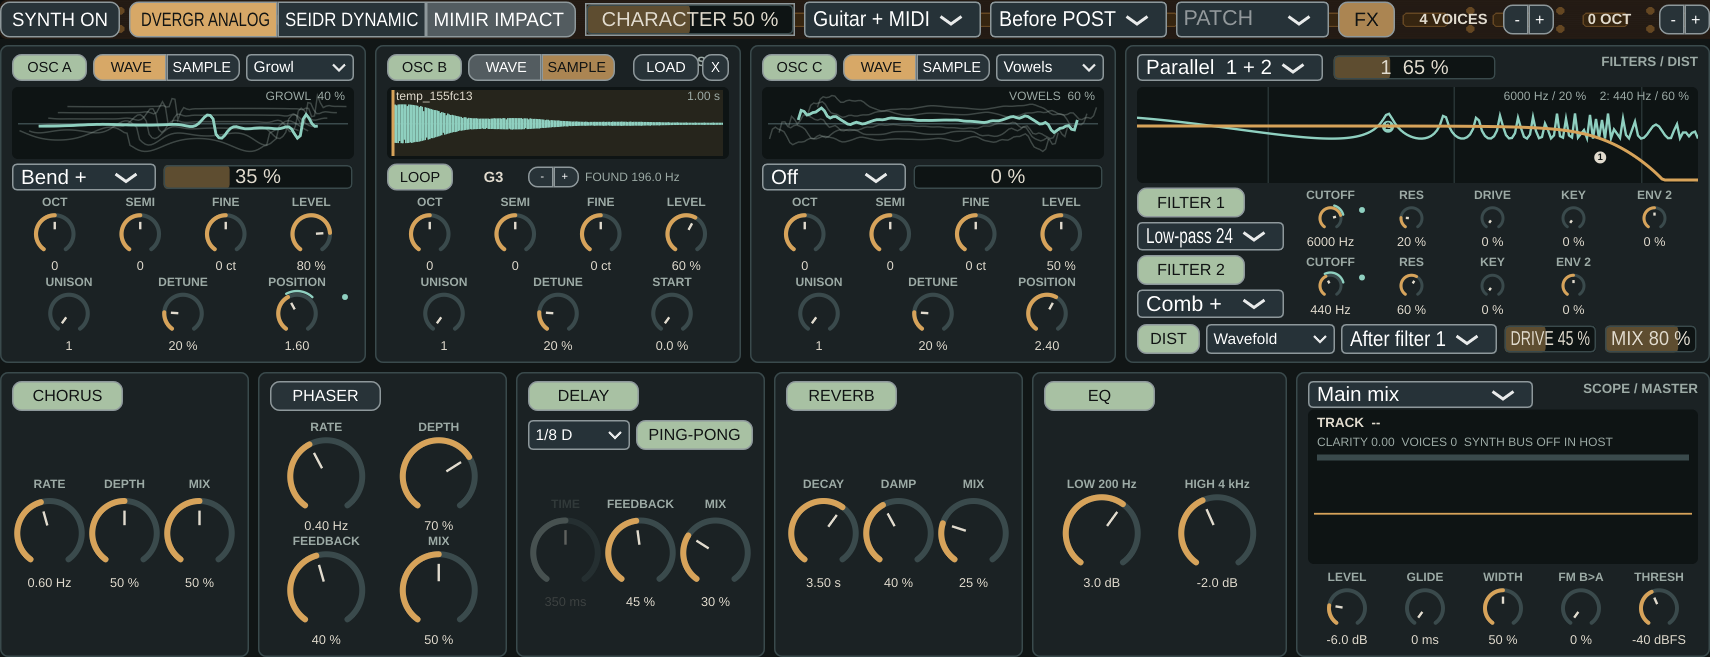 SYNTH ON DVERGR ANALOG SEIDR DYNAMIC MIMIR IMPACT CHARACTER 50 % Guitar + MIDI Before POST PATCH FX 4 VOICES - + 0 OCT - +
OSC A WAVE SAMPLE Growl
GROWL 40 %
Bend + 35 %
OCT SEMI FINE LEVEL
0 0 0 ct 80 %
UNISON DETUNE POSITION
1 20 % 1.60
OSC B WAVE SAMPLE LOAD X
temp_155fc13 1.00 s
LOOP G3 - + FOUND 196.0 Hz
OCT SEMI FINE LEVEL
0 0 0 ct 60 %
UNISON DETUNE START
1 20 % 0.0 %
OSC C WAVE SAMPLE Vowels
VOWELS 60 %
Off 0 %
OCT SEMI FINE LEVEL
0 0 0 ct 50 %
UNISON DETUNE POSITION
1 20 % 2.40
Parallel 1 + 2 1 65 % FILTERS / DIST
6000 Hz / 20 % 2: 440 Hz / 60 %
1
FILTER 1 CUTOFF RES DRIVE KEY ENV 2
Low-pass 24 6000 Hz 20 % 0 % 0 % 0 %
FILTER 2 CUTOFF RES KEY ENV 2
Comb + 440 Hz 60 % 0 % 0 %
DIST Wavefold After filter 1 DRIVE 45 % MIX 80 %
CHORUS
RATE DEPTH MIX
0.60 Hz 50 % 50 %
PHASER
RATE DEPTH
0.40 Hz 70 %
FEEDBACK MIX
40 % 50 %
DELAY
1/8 D PING-PONG
TIME FEEDBACK MIX
350 ms 45 % 30 %
REVERB
DECAY DAMP MIX
3.50 s 40 % 25 %
EQ
LOW 200 Hz HIGH 4 kHz
3.0 dB -2.0 dB
Main mix SCOPE / MASTER
TRACK --
CLARITY 0.00 VOICES 0 SYNTH BUS OFF IN HOST
LEVEL GLIDE WIDTH FM B>A THRESH
-6.0 dB 0 ms 50 % 0 % -40 dBFS